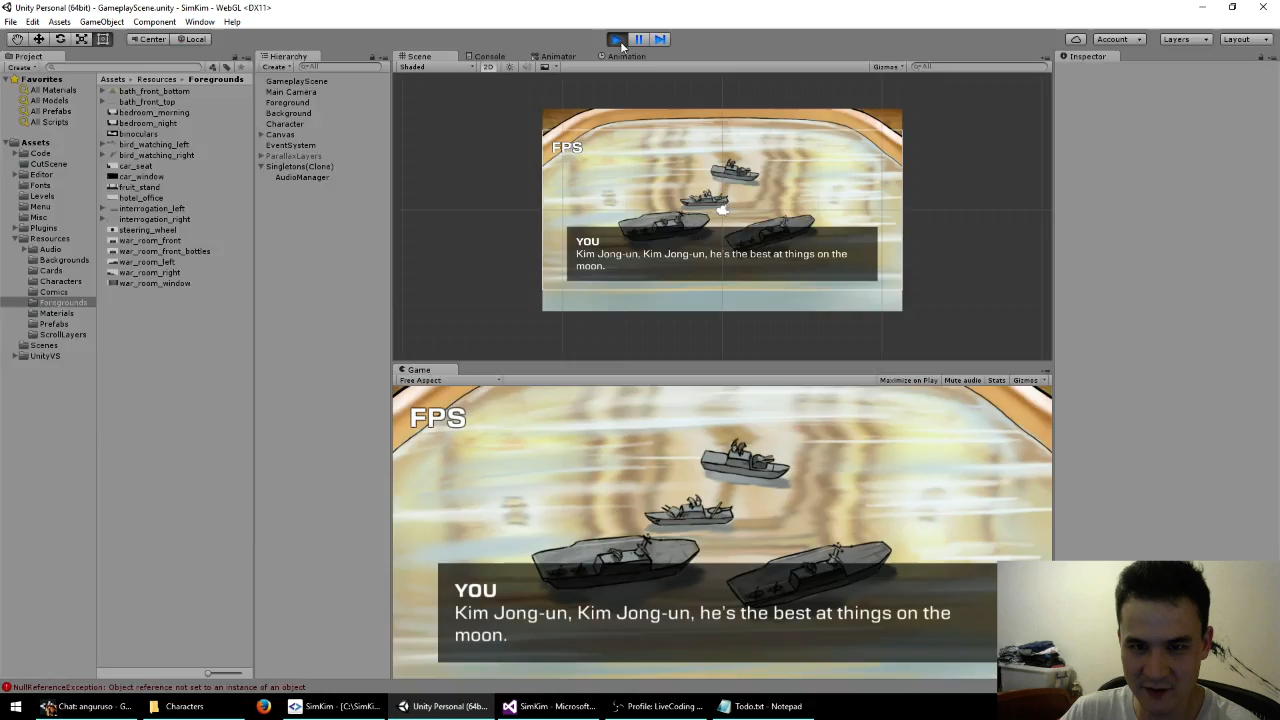 Unity Personal (64bit) - GameplayScene.unity - SimKim - WebGL <DX11>
File Edit Assets GameObject Component Window Help
Center Local Account Layers Layout
Project Hierarchy Scene Console Animator Animation Inspector
Create Create All Shaded 2D Gizmos All
Favorites
All Materials
All Models
All Prefabs
All Scripts
Assets
Code
CutScene
Editor
Fonts
Levels
Menu
Misc
Plugins
Resources
Audio
Backgrounds
Cards
Characters
Comics
Foregrounds
Materials
Prefabs
ScrollLayers
Scenes
UnityVS
Assets Resources Foregrounds
bath_front_bottom
bath_front_top
bedroom_morning
bedroom_night
binoculars
bird_watching_left
bird_watching_right
car_seat
car_window
fruit_stand
hotel_office
interrogation_left
interrogation_right
steering_wheel
war_room_front
war_room_front_bottles
war_room_left
war_room_right
war_room_window
GameplayScene
Main Camera
Foreground
Background
Character
Canvas
EventSystem
ParallaxLayers
Singletons(Clone)
AudioManager
FPS
YOU
Kim Jong-un, Kim Jong-un, he's the best at things on the
moon.
Game
Free Aspect Maximize on Play Mute audio Stats Gizmos
FPS
YOU
Kim Jong-un, Kim Jong-un, he's the best at things on the
moon.
NullReferenceException: Object reference not set to an instance of an object
Chat: anguruso - G... Characters SimKim - [C:\SimKi... Unity Personal (64b... SimKim - Microsoft... Profile: LiveCoding ... Todo.txt - Notepad